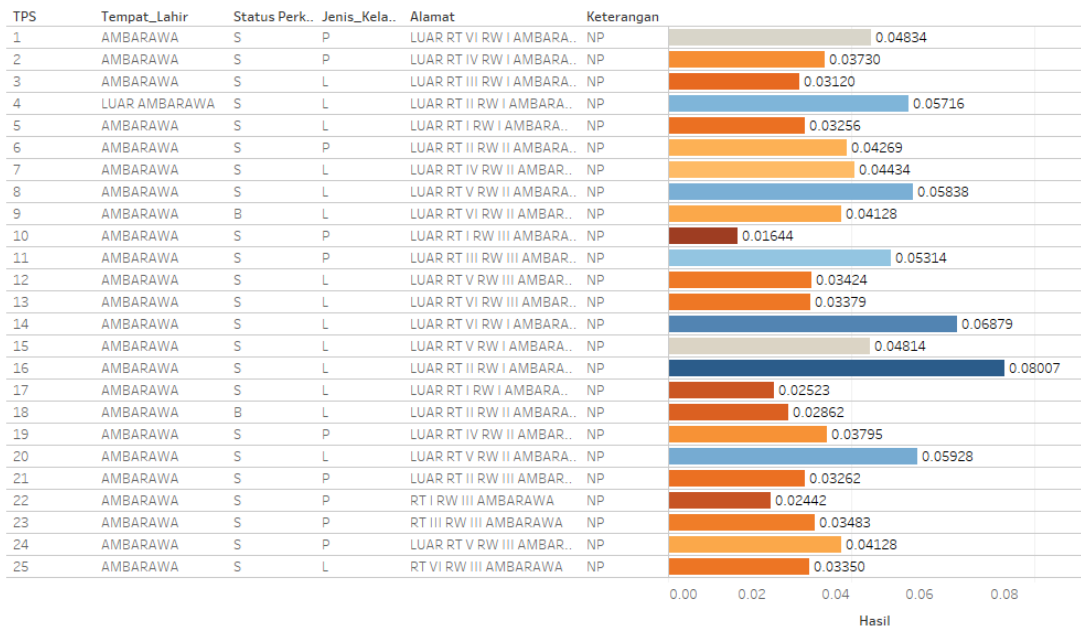 TPS Tempat_Lahir Status Perk.. Jenis_Kela.. Alamat Keterangan
1 AMBARAWA S P LUAR RT VI RW I AMBARA.. NP 0.04834
2 AMBARAWA S P LUAR RT IV RW I AMBARA.. NP 0.03730
3 AMBARAWA S L LUAR RT III RW I AMBARA.. NP 0.03120
4 LUAR AMBARAWA S L LUAR RT II RW I AMBARA.. NP 0.05716
5 AMBARAWA S L LUAR RT I RW I AMBARA.. NP 0.03256
6 AMBARAWA S P LUAR RT II RW II AMBARA.. NP 0.04269
7 AMBARAWA S L LUAR RT IV RW II AMBAR.. NP 0.04434
8 AMBARAWA S L LUAR RT V RW II AMBARA.. NP 0.05838
9 AMBARAWA B L LUAR RT VI RW II AMBAR.. NP 0.04128
10 AMBARAWA S P LUAR RT I RW III AMBARA.. NP 0.01644
11 AMBARAWA S P LUAR RT III RW III AMBAR.. NP 0.05314
12 AMBARAWA S L LUAR RT V RW III AMBAR.. NP 0.03424
13 AMBARAWA S L LUAR RT VI RW III AMBAR.. NP 0.03379
14 AMBARAWA S L LUAR RT VI RW I AMBARA.. NP 0.06879
15 AMBARAWA S L LUAR RT V RW I AMBARA.. NP 0.04814
16 AMBARAWA S L LUAR RT II RW I AMBARA.. NP 0.08007
17 AMBARAWA S L LUAR RT I RW I AMBARA.. NP 0.02523
18 AMBARAWA B L LUAR RT II RW II AMBARA.. NP 0.02862
19 AMBARAWA S P LUAR RT IV RW II AMBAR.. NP 0.03795
20 AMBARAWA S L LUAR RT V RW II AMBARA.. NP 0.05928
21 AMBARAWA S P LUAR RT II RW III AMBAR.. NP 0.03262
22 AMBARAWA S P RT I RW III AMBARAWA NP 0.02442
23 AMBARAWA S P RT III RW III AMBARAWA NP 0.03483
24 AMBARAWA S P LUAR RT V RW III AMBAR.. NP 0.04128
25 AMBARAWA S L RT VI RW III AMBARAWA NP 0.03350
0.00 0.02 0.04 0.06 0.08
Hasil